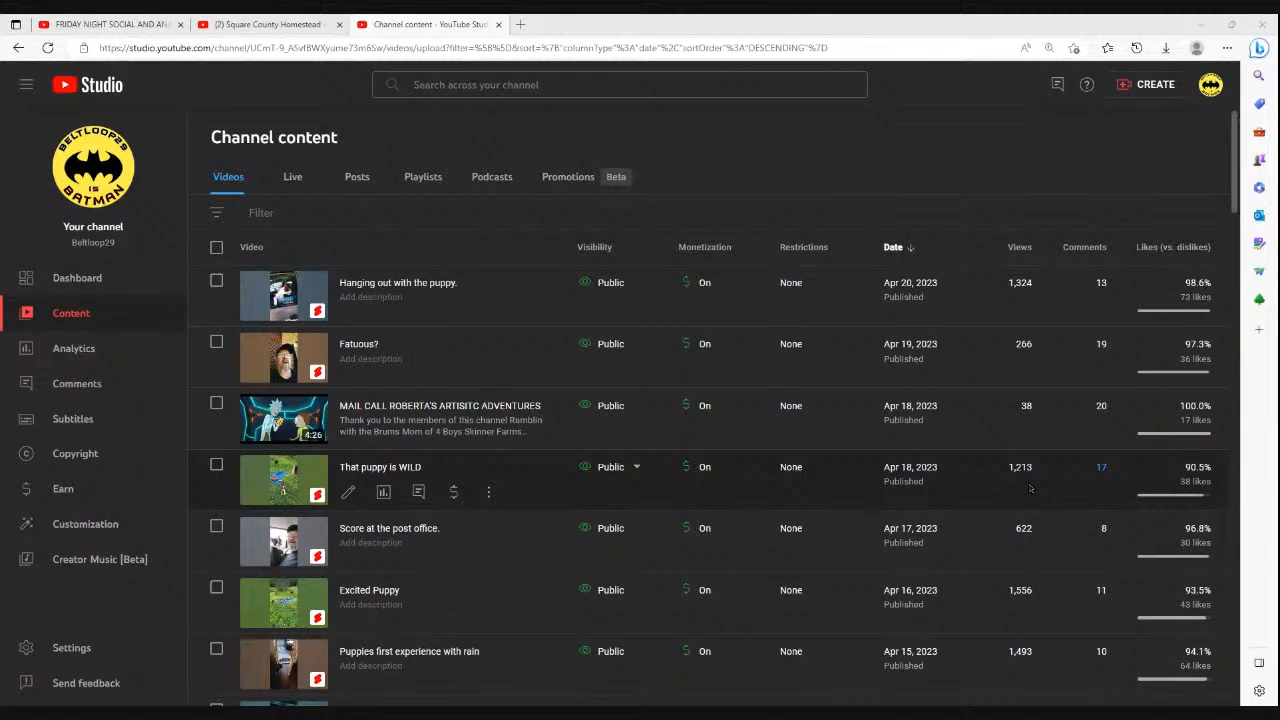 FRIDAY NIGHT SOCIAL AND AN
(2) Square County Homestead -
Channel content - YouTube Stud
https://studio.youtube.com/channel/UCmT-9_ASvfBWXyume73m6Sw/videos/upload?filter=%5B%5D&sort=%7B"columnType"%3A"date"%2C"sortOrder"%3A"DESCENDING"%7D
Studio
Search across your channel
CREATE
BELTLOOP29
IS
BATMAN
Your channel
Beltloop29
Dashboard
Content
Analytics
Comments
Subtitles
Copyright
Earn
Customization
Creator Music [Beta]
Settings
Send feedback
Channel content
Videos Live Posts Playlists Podcasts Promotions Beta
Filter
Video Visibility Monetization Restrictions Date Views Comments Likes (vs. dislikes)
Hanging out with the puppy. Public On None Apr 20, 2023 1,324 13 98.6%
Add description Published 73 likes
Fatuous? Public On None Apr 19, 2023 266 19 97.3%
Add description Published 36 likes
MAIL CALL ROBERTA'S ARTISITC ADVENTURES Public On None Apr 18, 2023 38 20 100.0%
Thank you to the members of this channel Ramblin Published 17 likes
with the Brums Mom of 4 Boys Skinner Farms...
4:26
That puppy is WILD Public On None Apr 18, 2023 1,213 17 90.5%
Published 38 likes
Score at the post office. Public On None Apr 17, 2023 622 8 96.8%
Add description Published 30 likes
Excited Puppy Public On None Apr 16, 2023 1,556 11 93.5%
Add description Published 43 likes
Puppies first experience with rain Public On None Apr 15, 2023 1,493 10 94.1%
Add description Published 64 likes